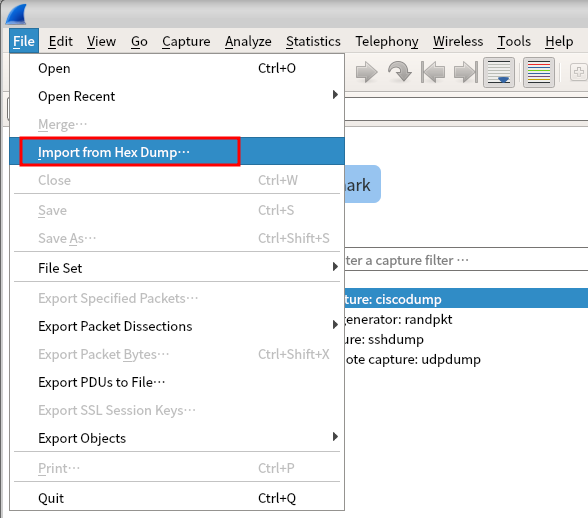 File Edit View Go Capture Analyze Statistics Telephony Wireless Tools Help
Open Ctrl+O
Open Recent
Merge…
Import from Hex Dump…
Close Ctrl+W
Save Ctrl+S
Save As… Ctrl+Shift+S
File Set
Export Specified Packets…
Export Packet Dissections
Export Packet Bytes… Ctrl+Shift+X
Export PDUs to File…
Export SSL Session Keys…
Export Objects
Print… Ctrl+P
Quit Ctrl+Q
mark
ter a capture filter …
ture: ciscodump
generator: randpkt
ure: sshdump
ote capture: udpdump